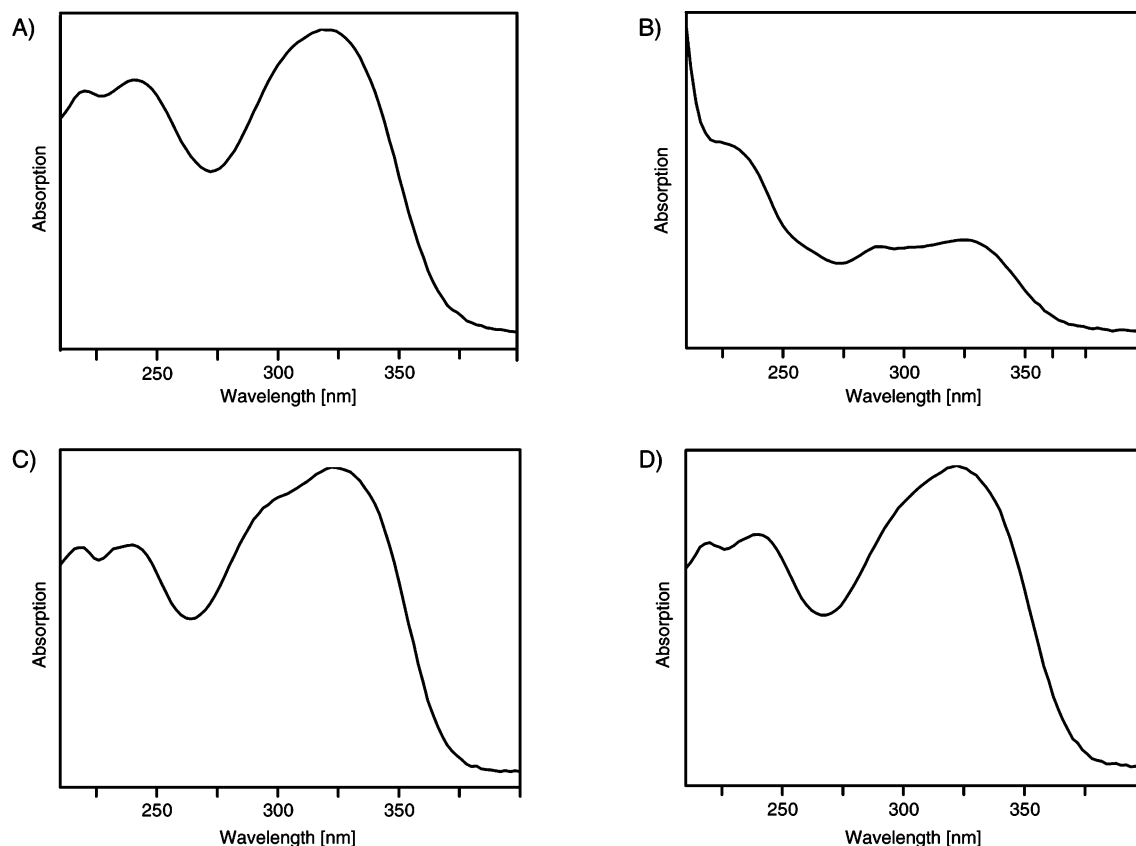 A)
Absorption
250 300 350
Wavelength [nm]
B)
Absorption
250 300 350
Wavelength [nm]
C)
Absorption
250 300 350
Wavelength [nm]
D)
Absorption
250 300 350
Wavelength [nm]